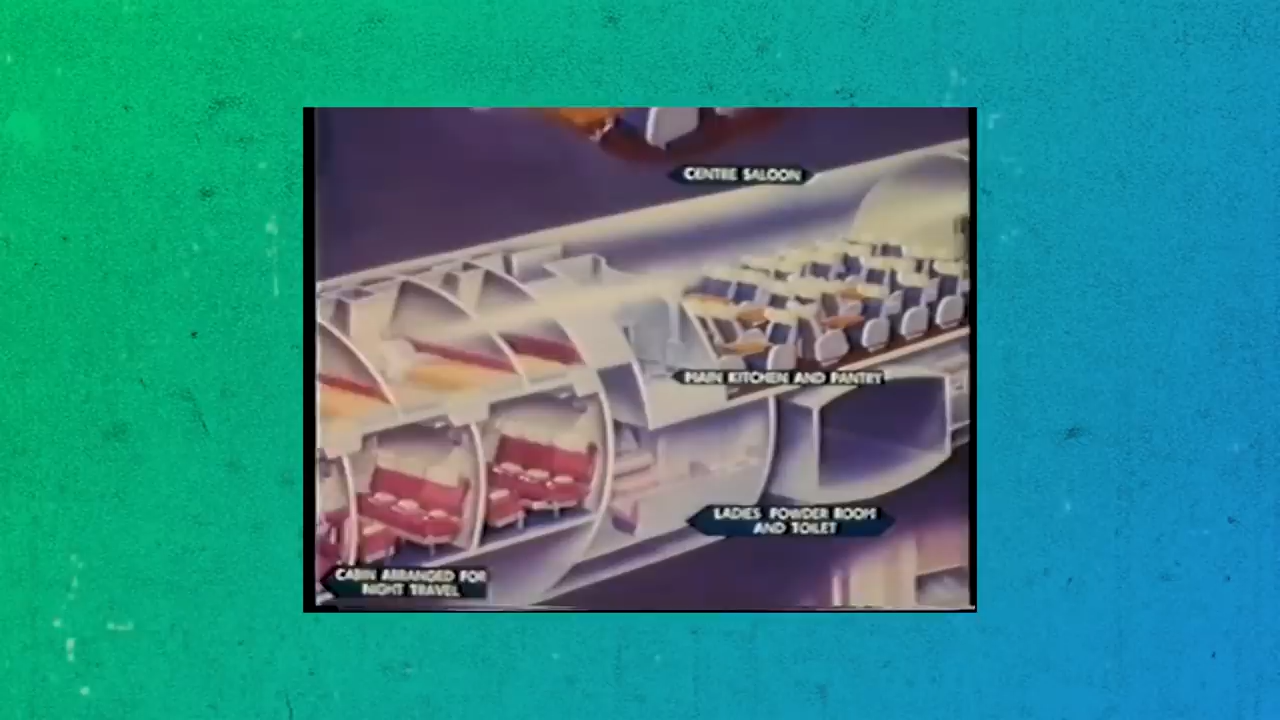 CENTRE SALOON
MAIN KITCHEN AND PANTRY
LADIES' POWDER ROOM
AND TOILET
CABIN ARRANGED FOR
NIGHT TRAVEL